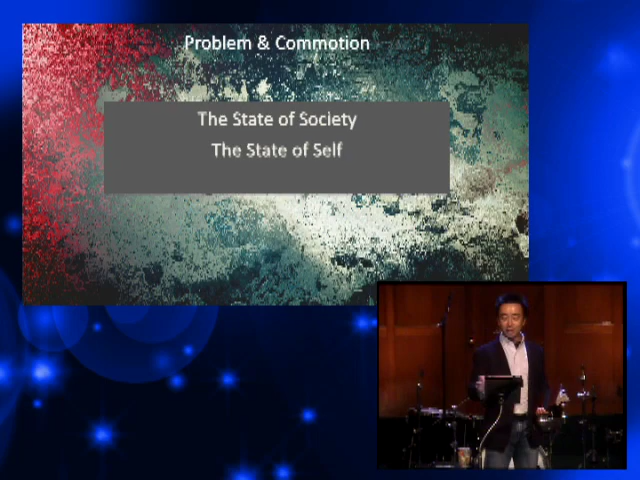 Problem & Commotion
The State of Society
The State of Self